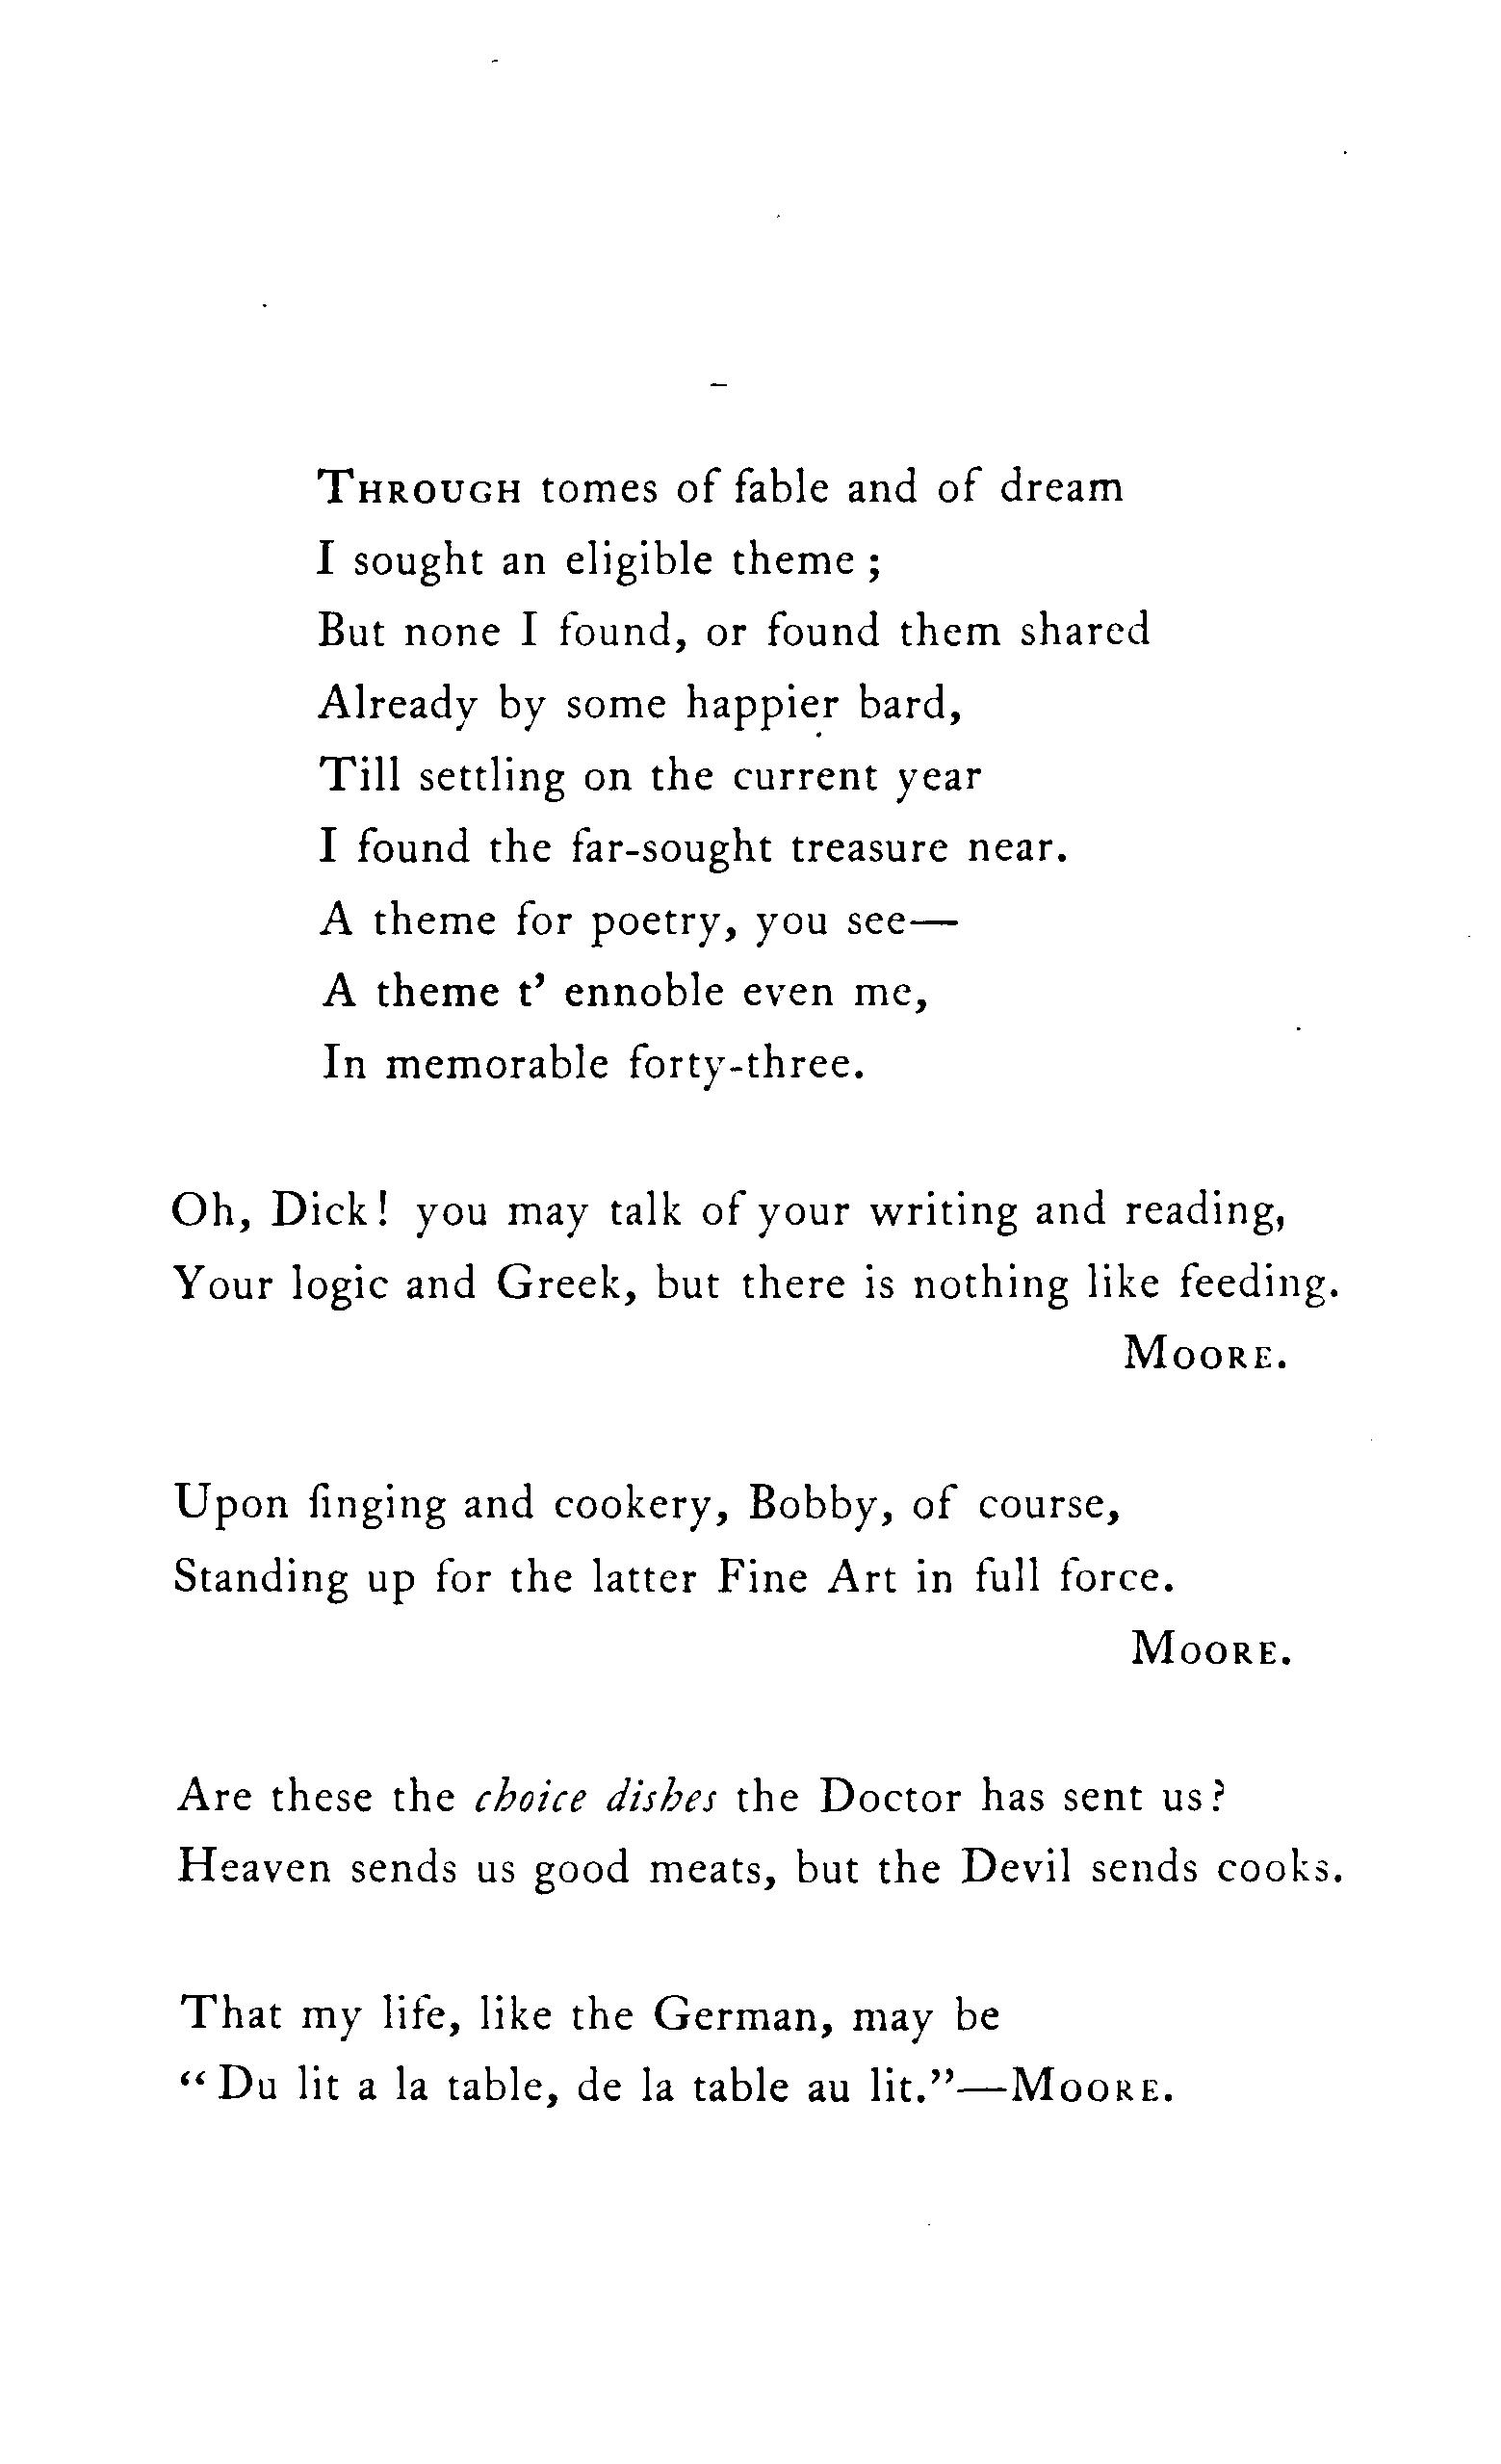 THROUGH tomes of fable and of dream
I sought an eligible theme ;
But none I found, or found them shared
Already by some happier bard,
Till settling on the current year
I found the far-sought treasure near.
A theme for poetry, you see—
A theme t' ennoble even me,
In memorable forty-three.
Oh, Dick! you may talk of your writing and reading,
Your logic and Greek, but there is nothing like feeding.
MOORE.
Upon ſinging and cookery, Bobby, of course,
Standing up for the latter Fine Art in full force.
MOORE.
Are these the choice dishes the Doctor has sent us?
Heaven sends us good meats, but the Devil sends cooks.
That my life, like the German, may be
“ Du lit a la table, de la table au lit.”—MOORE.